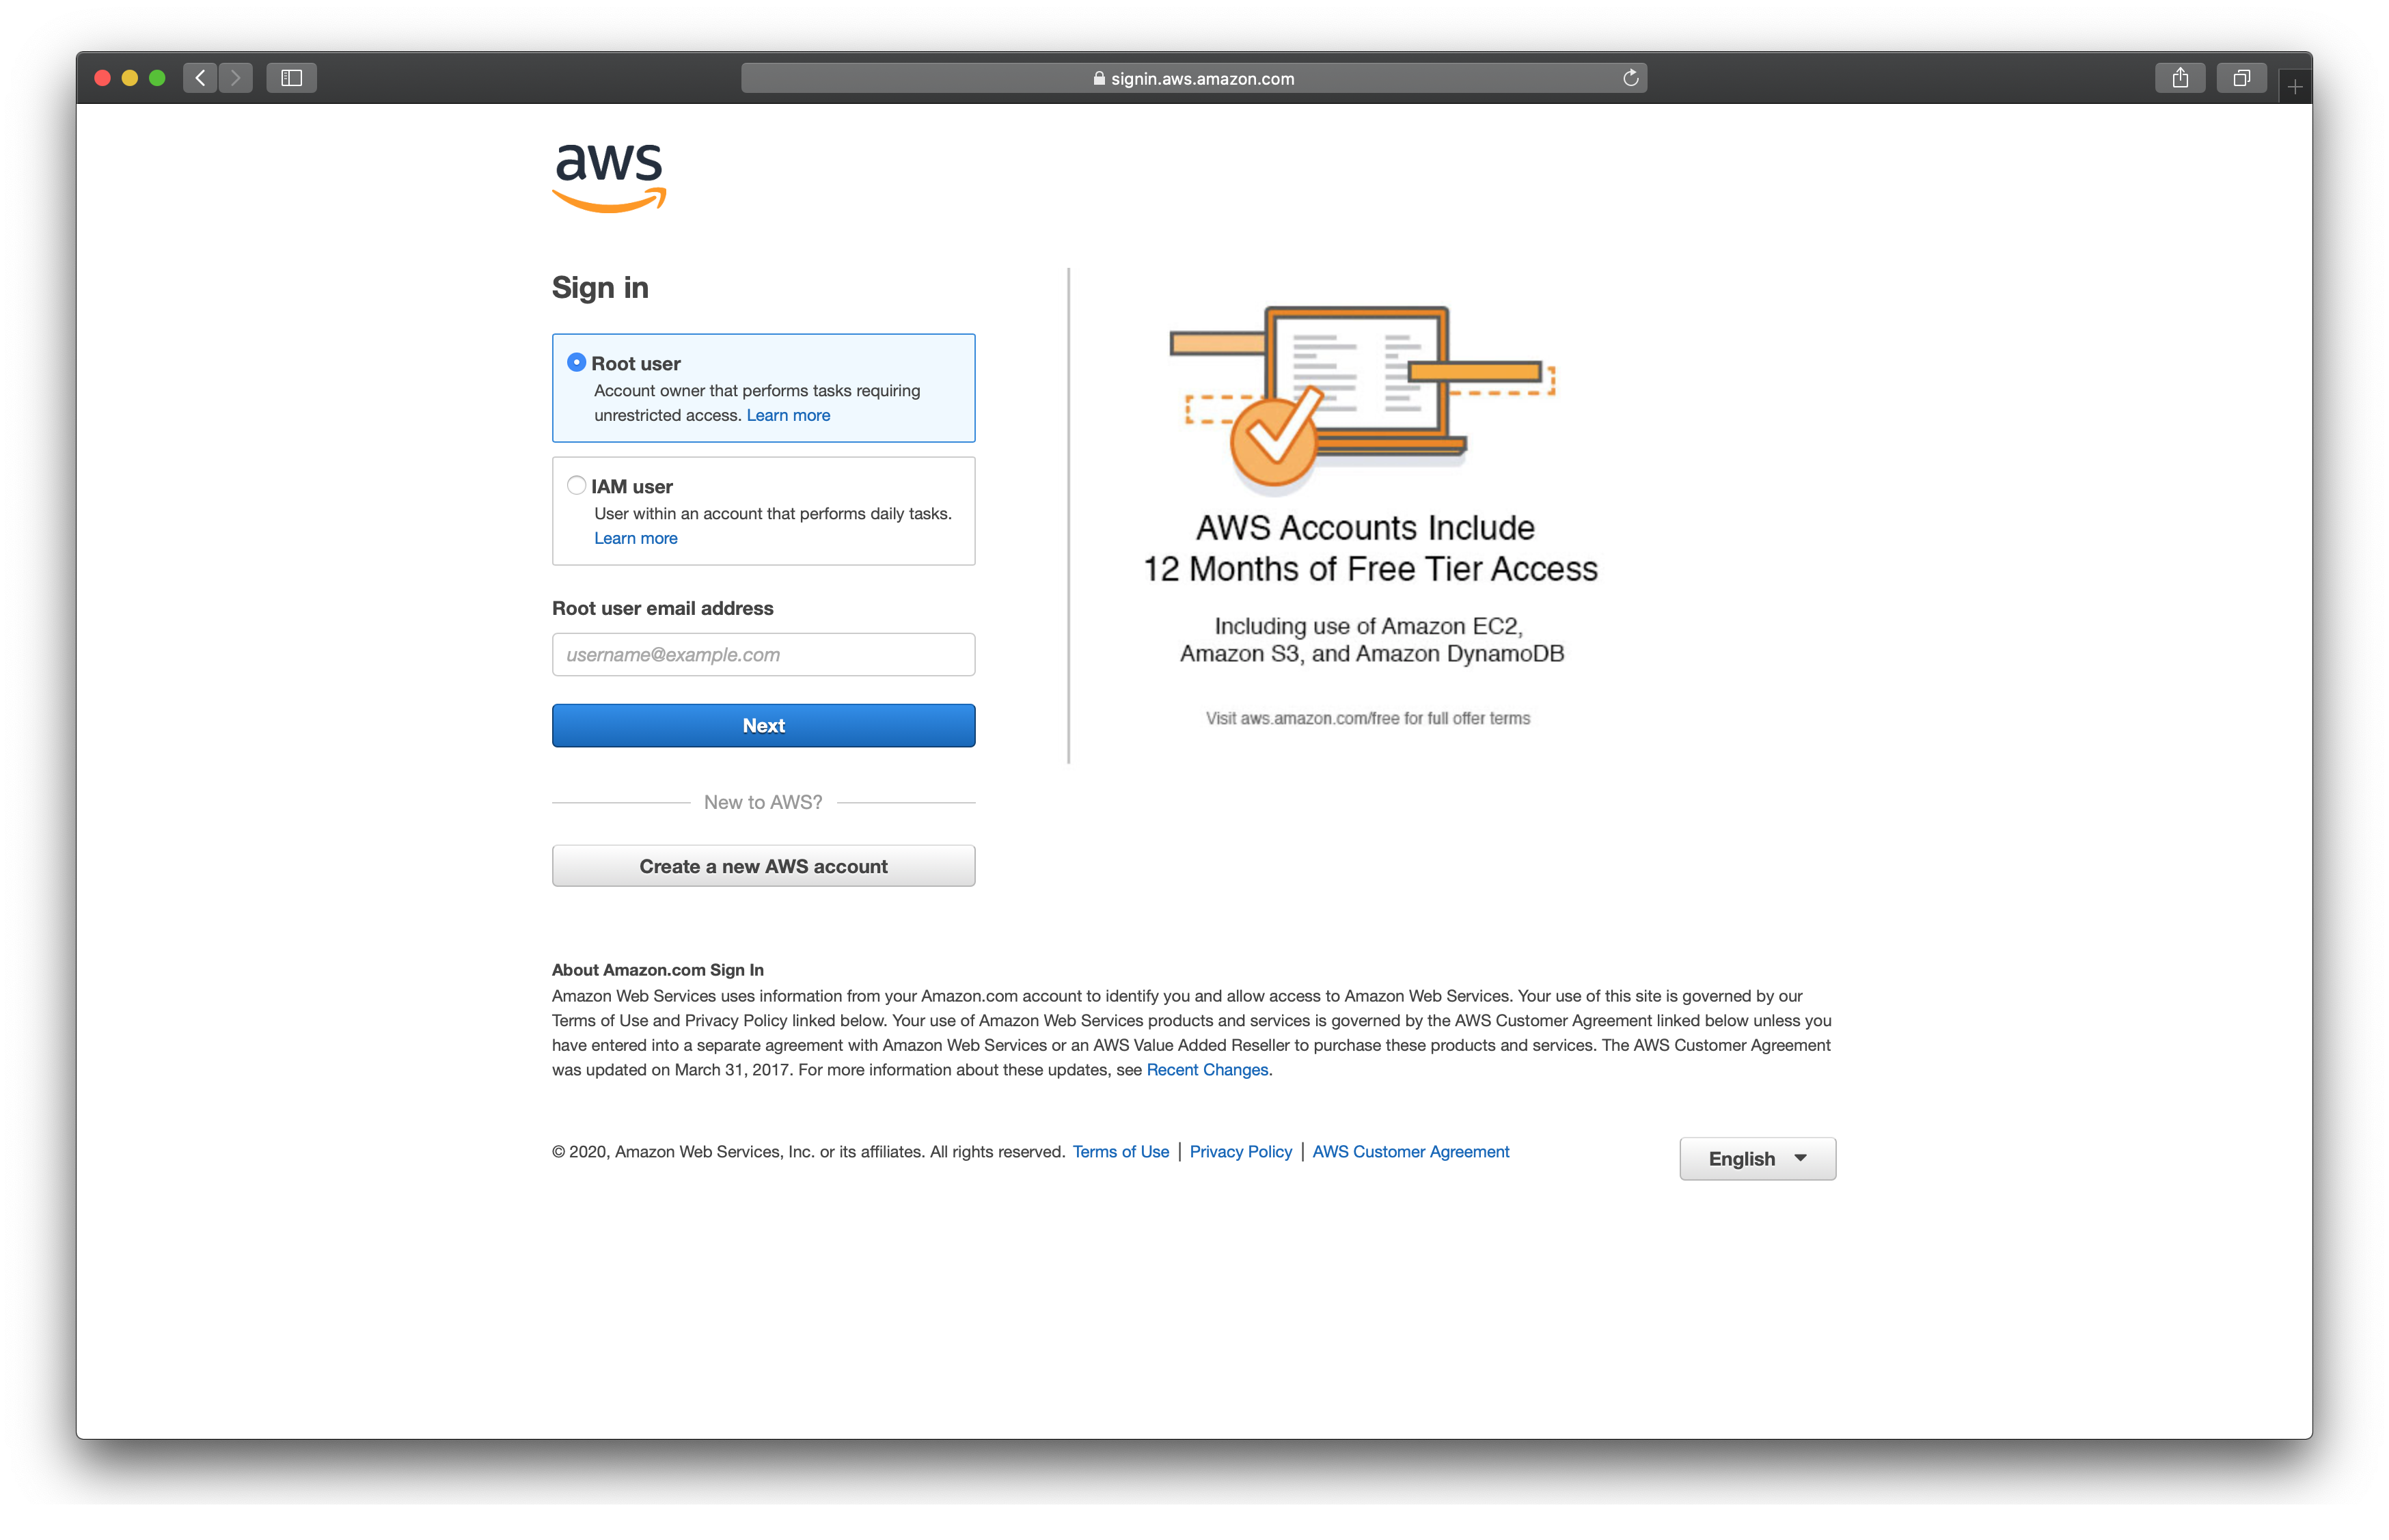 signin.aws.amazon.com
aws
Sign in
Root user
Account owner that performs tasks requiring
unrestricted access. Learn more
IAM user
User within an account that performs daily tasks.
Learn more
Root user email address
username@example.com
Next
New to AWS?
Create a new AWS account
AWS Accounts Include
12 Months of Free Tier Access
Including use of Amazon EC2,
Amazon S3, and Amazon DynamoDB
Visit aws.amazon.com/free for full offer terms
About Amazon.com Sign In
Amazon Web Services uses information from your Amazon.com account to identify you and allow access to Amazon Web Services. Your use of this site is governed by our
Terms of Use and Privacy Policy linked below. Your use of Amazon Web Services products and services is governed by the AWS Customer Agreement linked below unless you
have entered into a separate agreement with Amazon Web Services or an AWS Value Added Reseller to purchase these products and services. The AWS Customer Agreement
was updated on March 31, 2017. For more information about these updates, see Recent Changes.
© 2020, Amazon Web Services, Inc. or its affiliates. All rights reserved. Terms of Use | Privacy Policy | AWS Customer Agreement
English